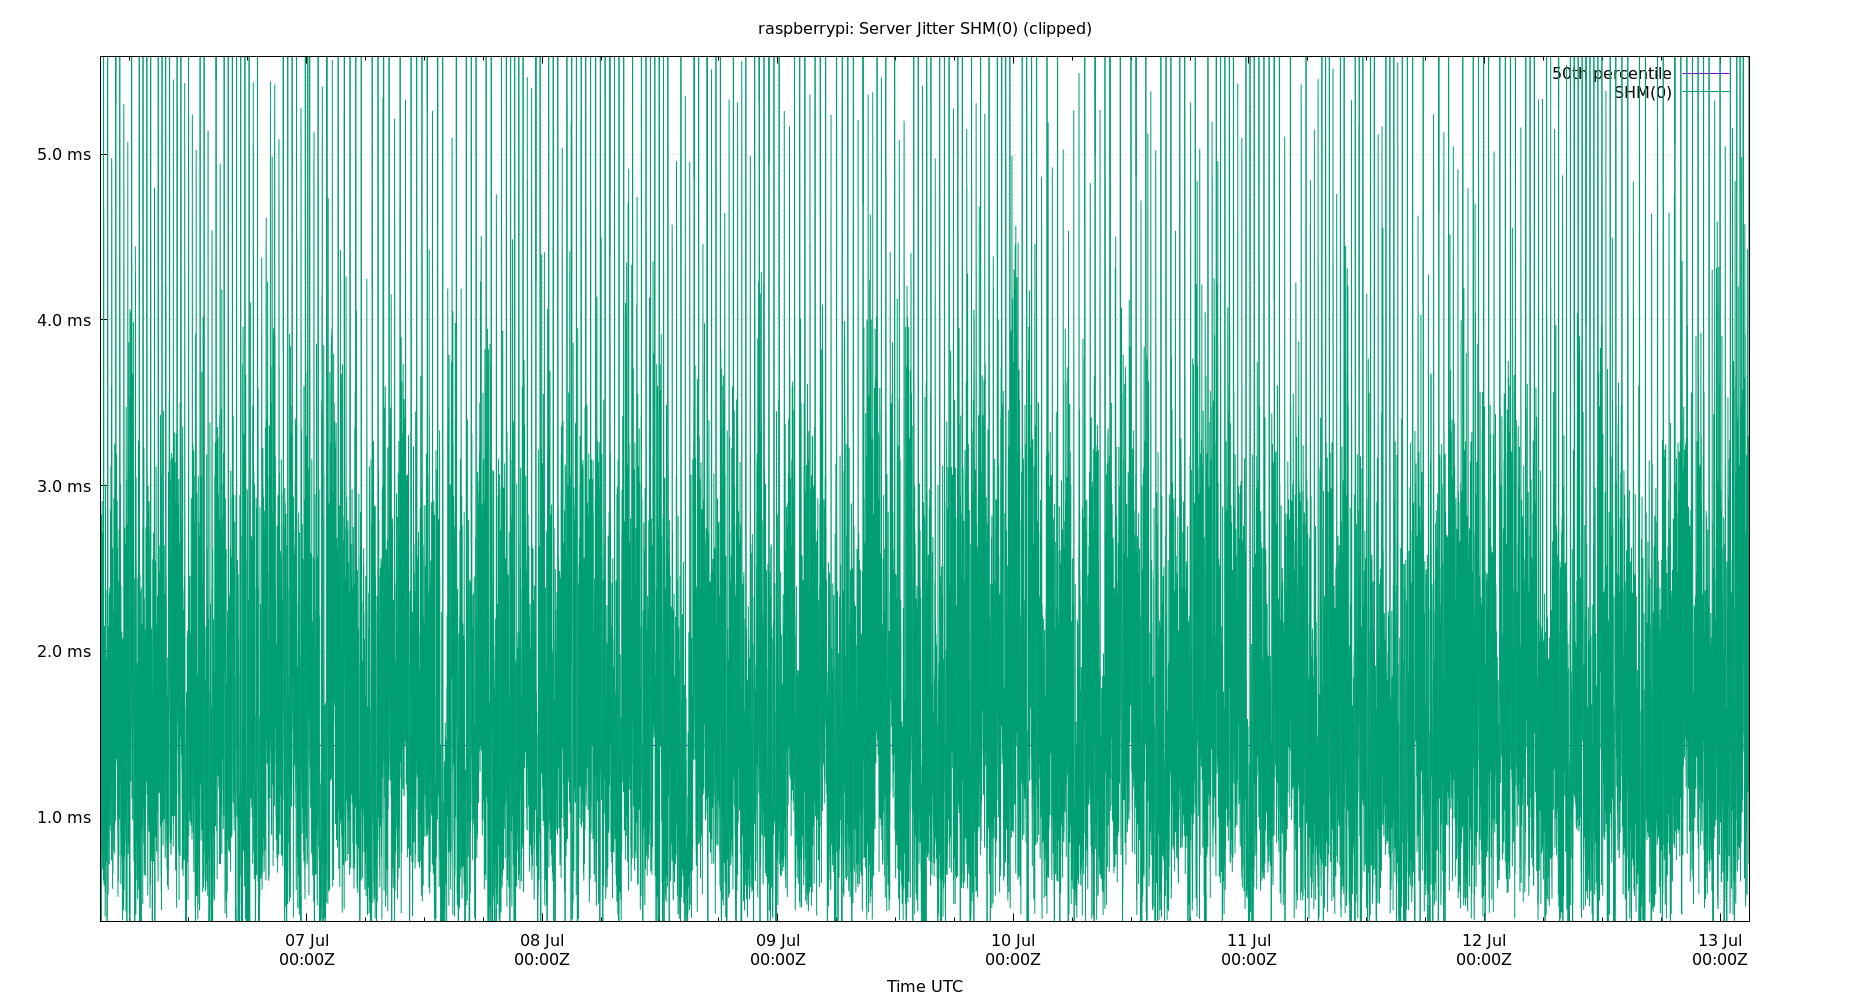 raspberrypi: Server Jitter SHM(0) (clipped)
50th percentile
SHM(0)
5.0 ms
4.0 ms
3.0 ms
2.0 ms
1.0 ms
07 Jul 08 Jul 09 Jul 10 Jul 11 Jul 12 Jul 13 Jul
00:00Z 00:00Z 00:00Z 00:00Z 00:00Z 00:00Z 00:00Z
Time UTC